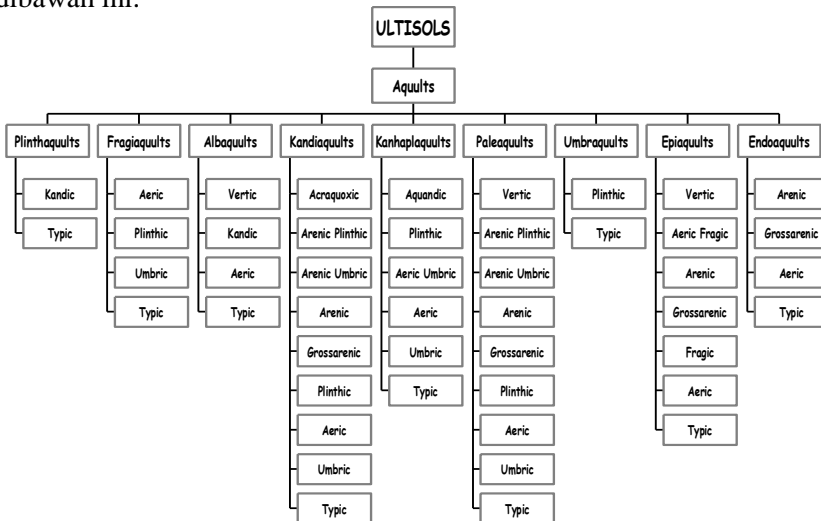 dibawah ini:
ULTISOLS
Aquults
Plinthaquults Fragiaquults Albaquults Kandiaquults Kanhaplaquults Paleaquults Umbraquults Epiaquults Endoaquults
Kandic Aeric Vertic Acraquoxic Aquandic Vertic Plinthic Vertic Arenic
Typic Plinthic Kandic Arenic Plinthic Plinthic Arenic Plinthic Typic Aeric Fragic Grossarenic
Umbric Aeric Arenic Umbric Aeric Umbric Arenic Umbric Arenic Aeric
Typic Typic Arenic Aeric Arenic Grossarenic Typic
Grossarenic Umbric Grossarenic Fragic
Plinthic Typic Plinthic Aeric
Aeric Aeric Typic
Umbric Umbric
Typic Typic